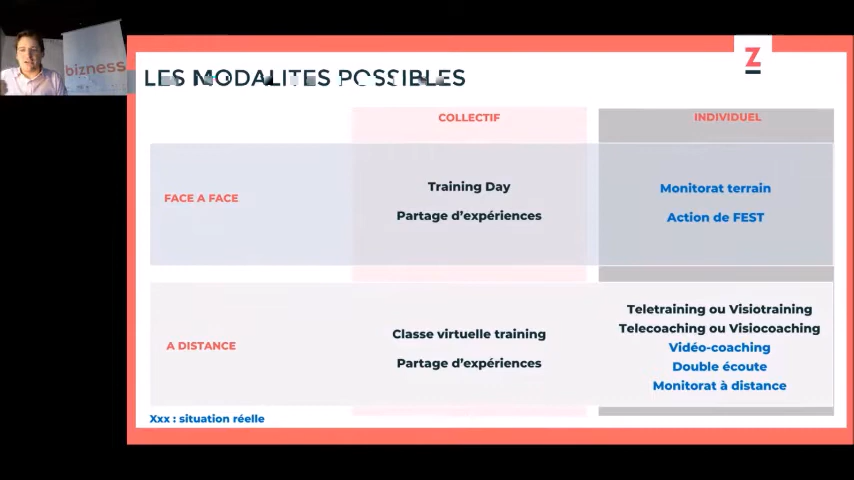 bizness
Z
LES MODALITES POSSIBLES
COLLECTIF
INDIVIDUEL
FACE A FACE
Training Day
Partage d’expériences
Monitorat terrain
Action de FEST
A DISTANCE
Classe virtuelle training
Partage d’expériences
Teletraining ou Visiotraining
Telecoaching ou Visiocoaching
Vidéo-coaching
Double écoute
Monitorat à distance
Xxx : situation réelle